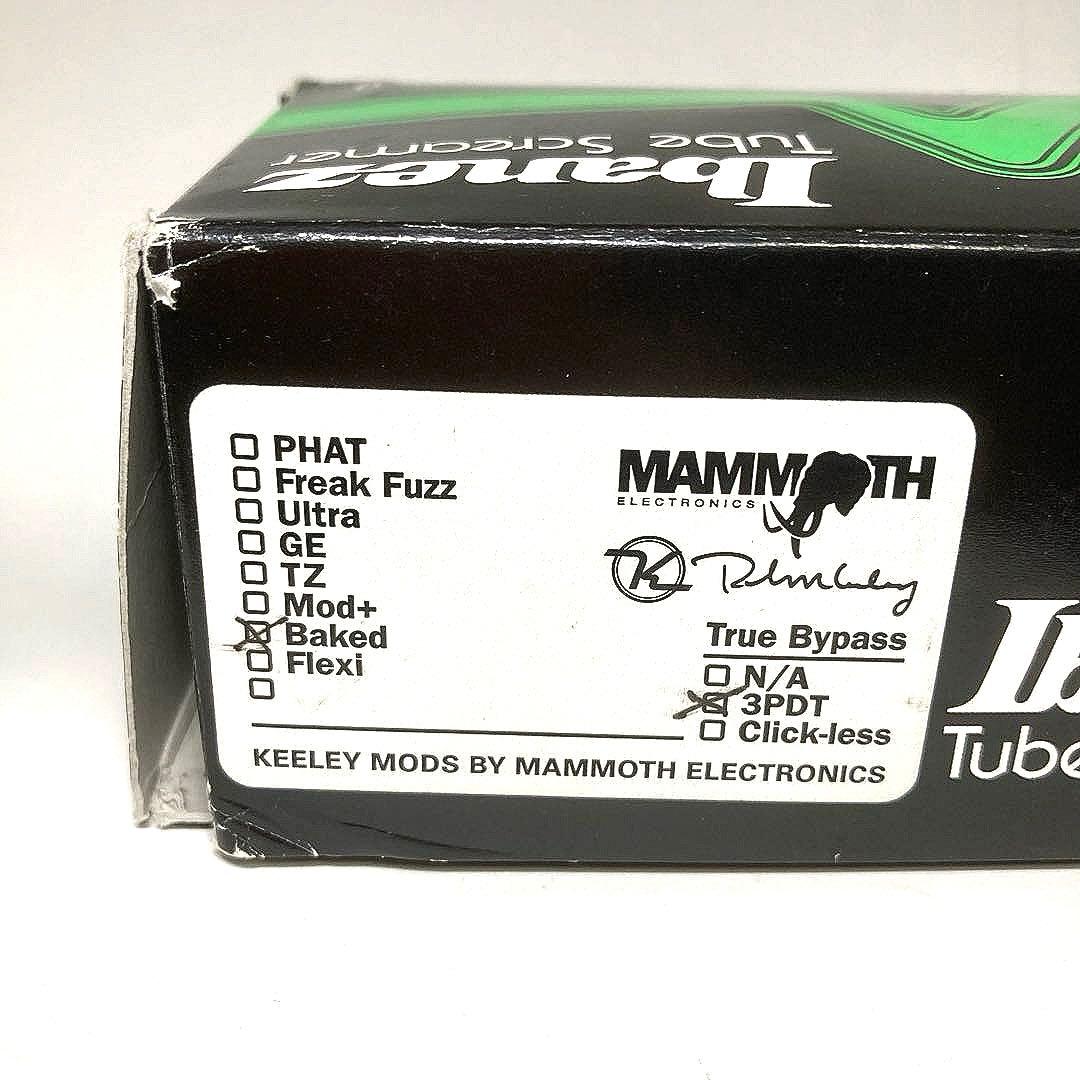 Ibanez
Tube Screamer
PHAT
Freak Fuzz
Ultra
GE
TZ
Mod+
Baked
Flexi
MAMMOTH
ELECTRONICS
K
True Bypass
N/A
3PDT
Click-less
KEELEY MODS BY MAMMOTH ELECTRONICS
Tube